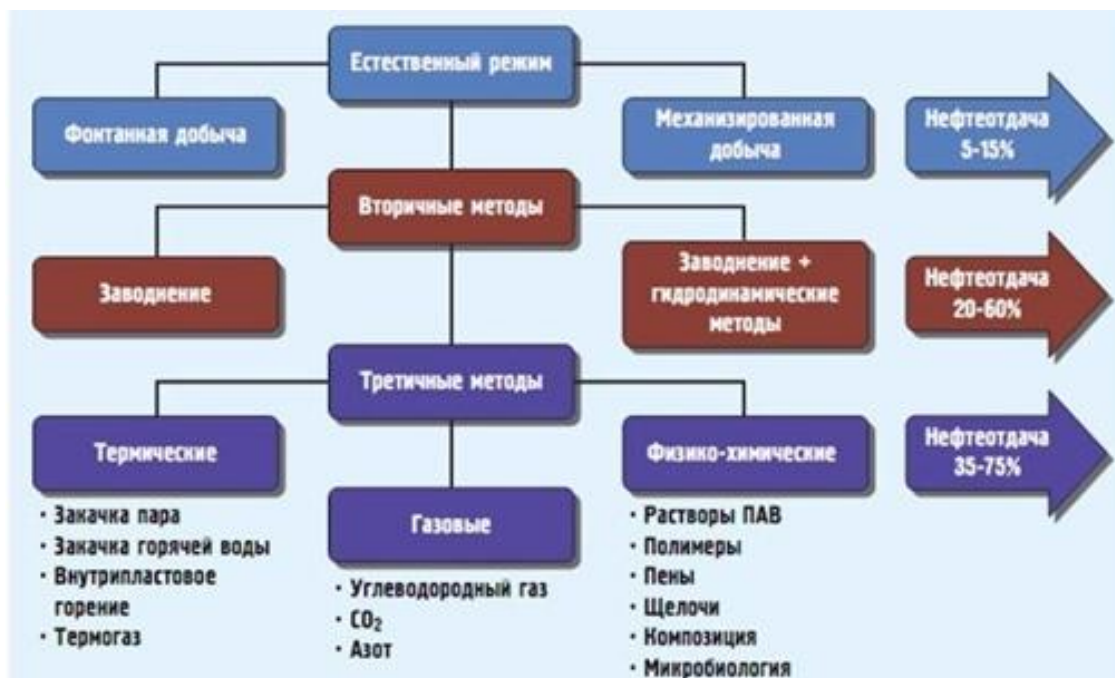 Естественный режим
Фонтанная добыча
Механизированная
добыча
Нефтеотдача
5-15%
Вторичные методы
Заводнение
Заводнение +
гидродинамические
методы
Нефтеотдача
20-60%
Третичные методы
Термические
Физико-химические
Нефтеотдача
35-75%
• Закачка пара
• Закачка горячей воды
• Внутрипластовое
горение
• Термогаз
Газовые
• Углеводородный газ
• CO₂
• Азот
• Растворы ПАВ
• Полимеры
• Пены
• Щелочи
• Композиция
• Микробиология